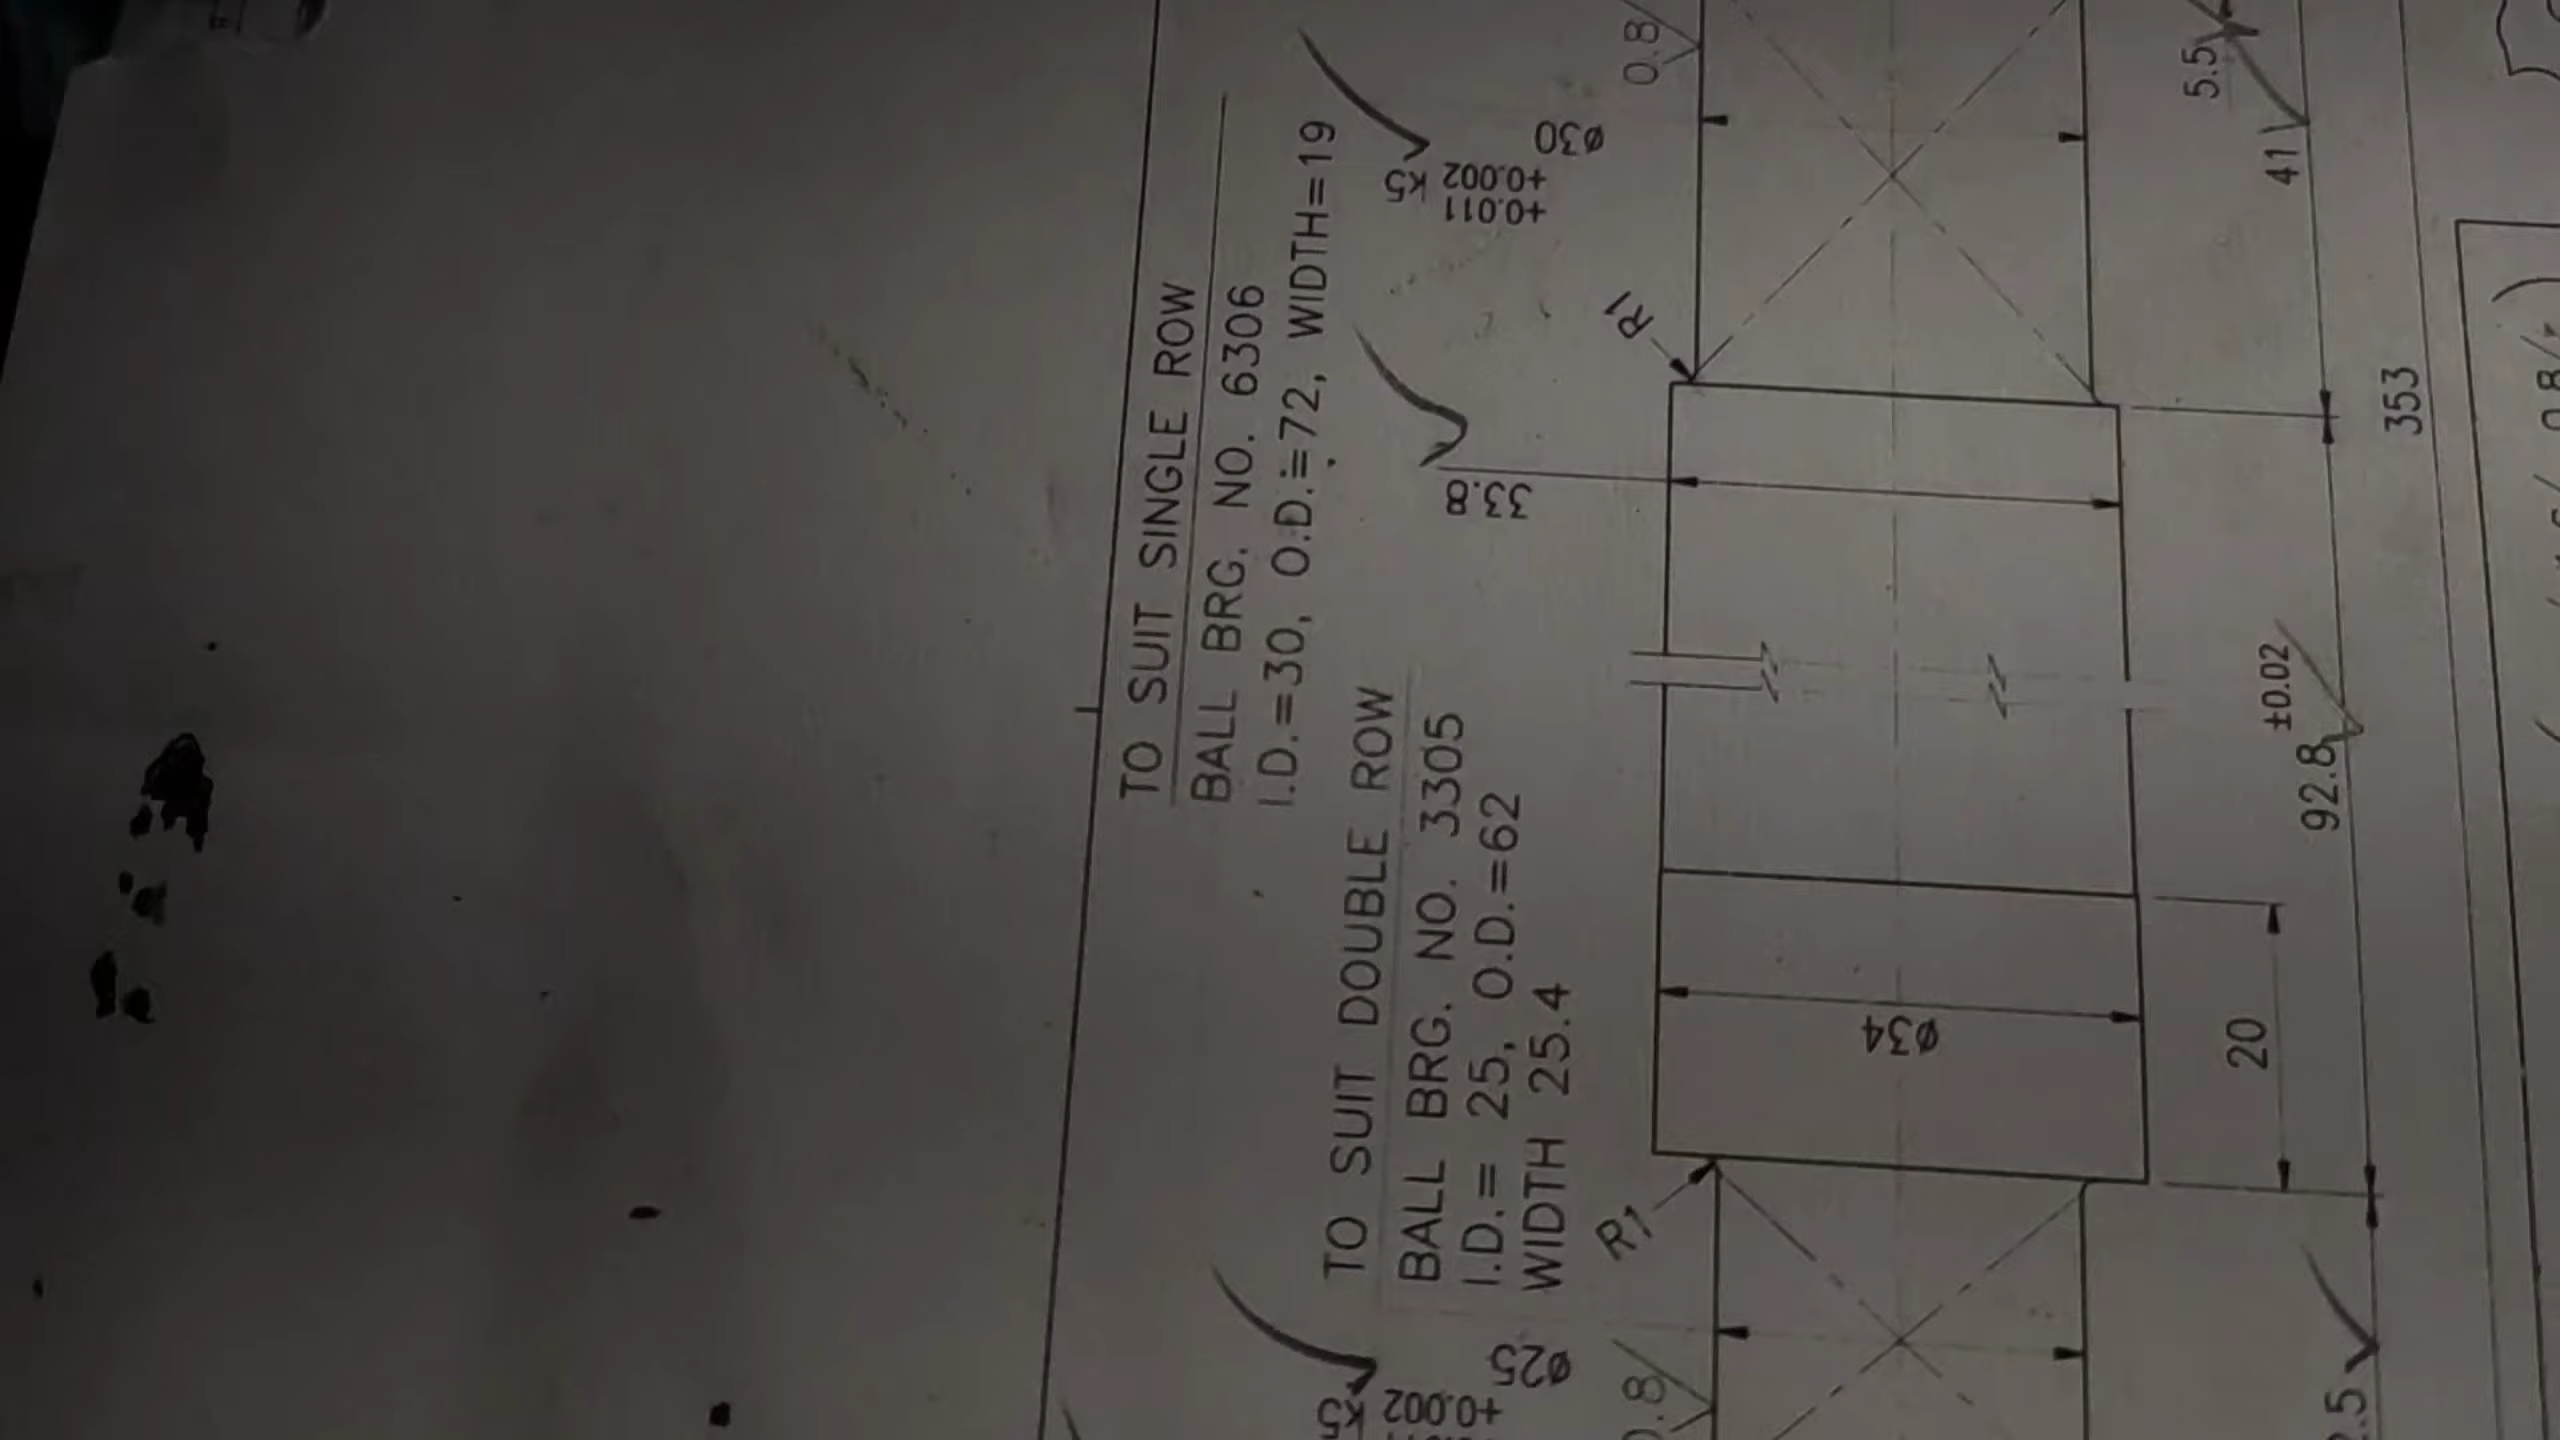 TO SUIT SINGLE ROW
BALL BRG. NO. 6306
I.D.=30, O.D.=72, WIDTH=19
TO SUIT DOUBLE ROW
BALL BRG. NO. 3305
I.D.= 25, O.D.=62
WIDTH 25.4
ø30
+0.011
+0.002
k5
33.8
ø25
+0.002
k5
R1
R1
0.8
0.8
ø34
20
5.5
41
92.8
±0.02
353